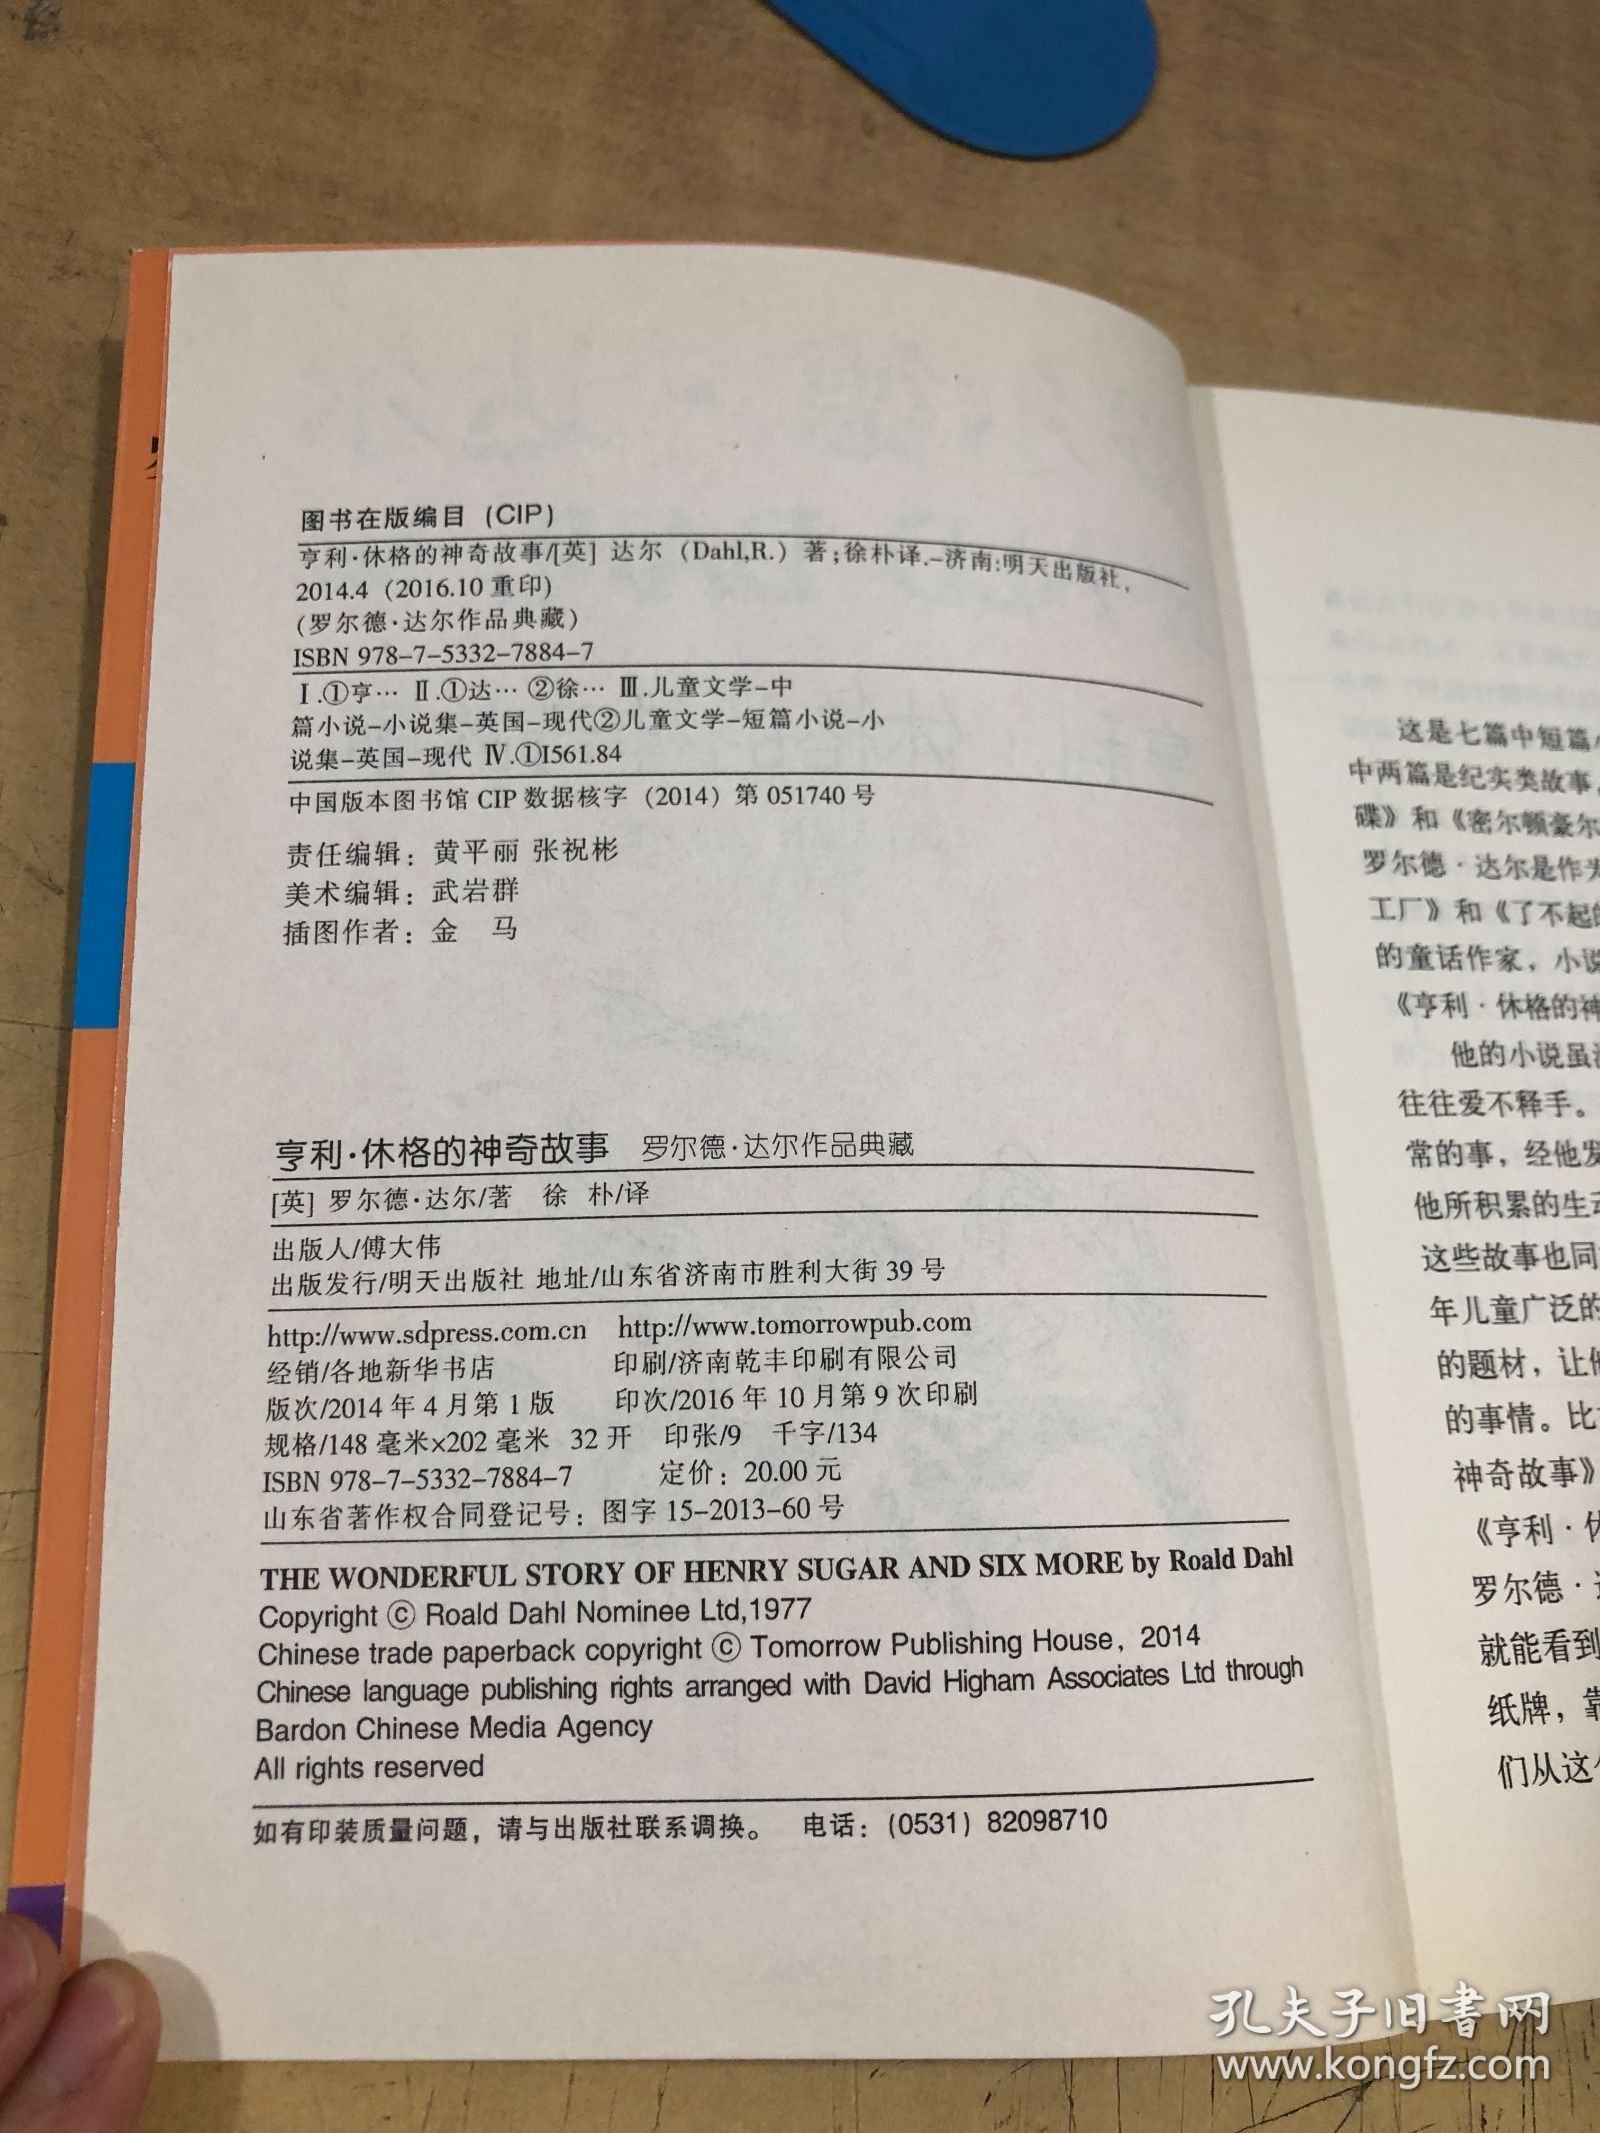 图书在版编目（CIP）
亨利·休格的神奇故事/[英] 达尔（Dahl,R.）著;徐朴译.–济南:明天出版社,
2014.4（2016.10 重印）
（罗尔德·达尔作品典藏）
ISBN 978–7–5332–7884–7
Ⅰ.①亨… Ⅱ.①达… ②徐… Ⅲ.儿童文学–中
篇小说–小说集–英国–现代②儿童文学–短篇小说–小
说集–英国–现代 Ⅳ.①I561.84
中国版本图书馆 CIP 数据核字（2014）第 051740 号
责任编辑：黄平丽 张祝彬
美术编辑：武岩群
插图作者：金　马
亨利·休格的神奇故事 罗尔德·达尔作品典藏
[英] 罗尔德·达尔/著 徐 朴/译
出版人/傅大伟
出版发行/明天出版社 地址/山东省济南市胜利大街 39 号
http://www.sdpress.com.cn http://www.tomorrowpub.com
经销/各地新华书店 印刷/济南乾丰印刷有限公司
版次/2014 年 4 月第 1 版 印次/2016 年 10 月第 9 次印刷
规格/148 毫米×202 毫米 32 开 印张/9 千字/134
ISBN 978–7–5332–7884–7 定价：20.00 元
山东省著作权合同登记号：图字 15–2013–60 号
THE WONDERFUL STORY OF HENRY SUGAR AND SIX MORE by Roald Dahl
Copyright ⓒ Roald Dahl Nominee Ltd,1977
Chinese trade paperback copyright ⓒ Tomorrow Publishing House, 2014
Chinese language publishing rights arranged with David Higham Associates Ltd through
Bardon Chinese Media Agency
All rights reserved
如有印装质量问题，请与出版社联系调换。 电话：(0531) 82098710
这是七篇中短篇
中两篇是纪实类故事，
碟》和《密尔顿豪尔
罗尔德·达尔是作为
工厂》和《了不起的
的童话作家，小说
《亨利·休格的神
他的小说虽
往往爱不释手。
常的事，经他发
他所积累的生动
这些故事也同
年儿童广泛的
的题材，让他
的事情。比
神奇故事》
《亨利·休
罗尔德·达
就能看到
纸牌，靠
们从这个
孔夫子旧书网
www.kongfz.com